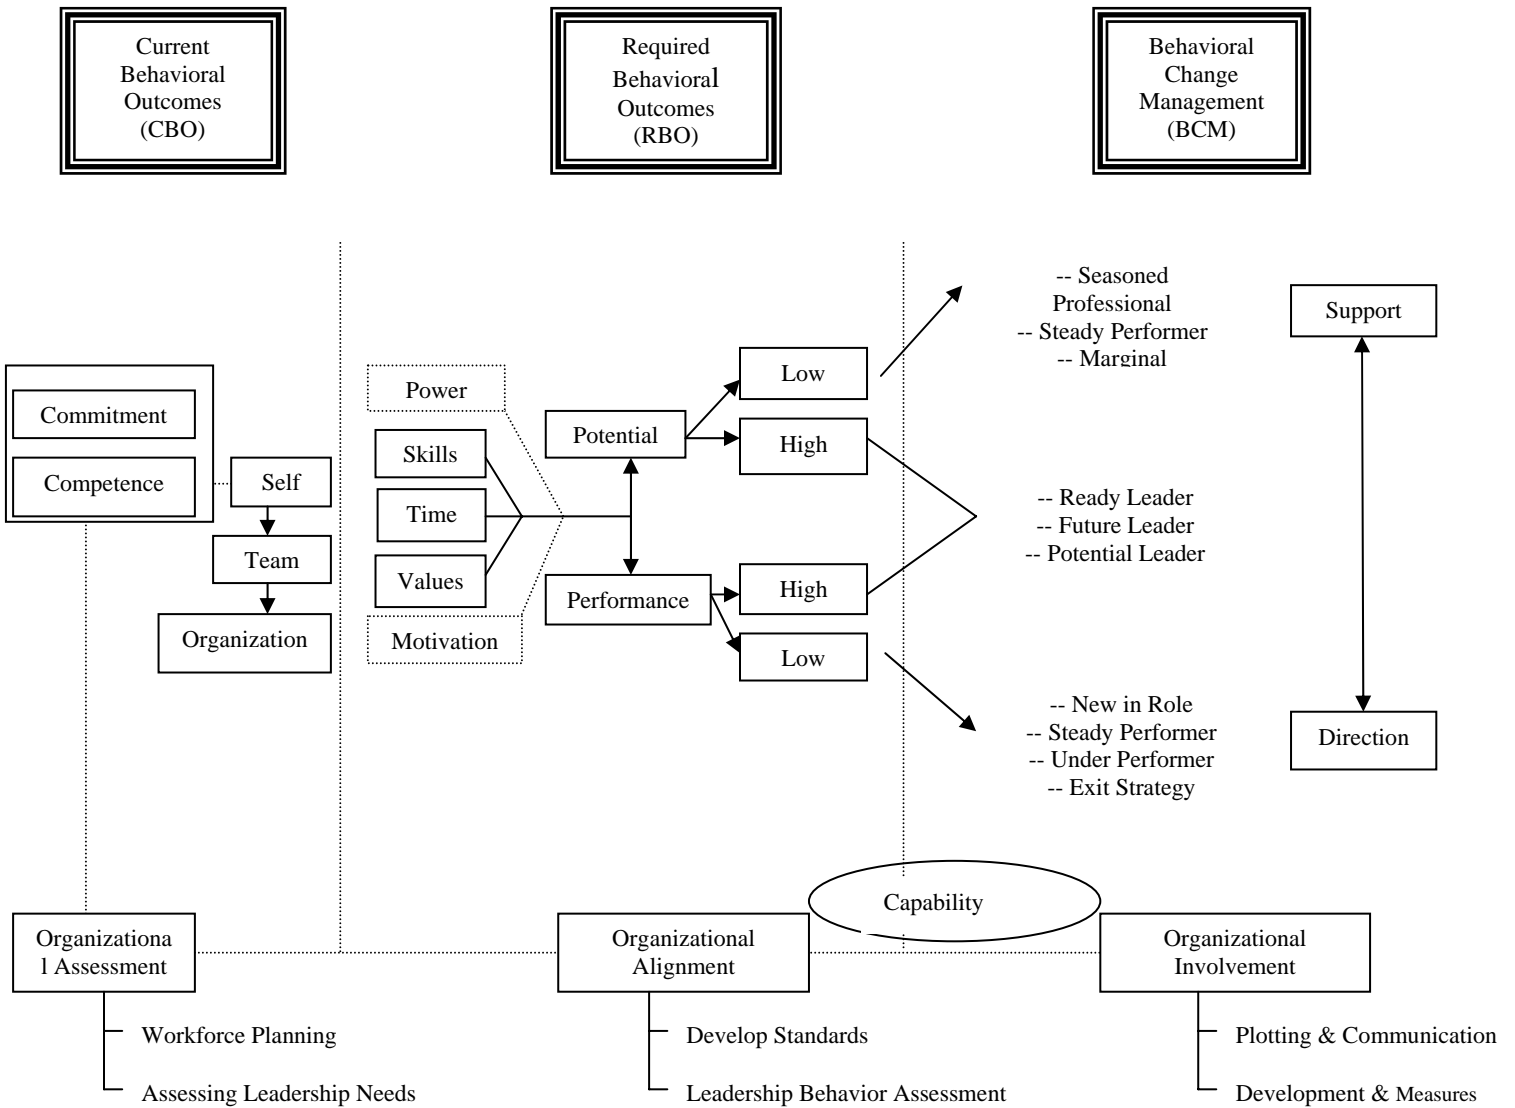 Current
Behavioral
Outcomes
(CBO)
Required
Behavioral
Outcomes
(RBO)
Behavioral
Change
Management
(BCM)
Commitment
Competence
Self
Team
Organization
Power
Skills
Time
Values
Motivation
Potential
Performance
Low
High
High
Low
-- Seasoned
Professional
-- Steady Performer
-- Marginal
-- Ready Leader
-- Future Leader
-- Potential Leader
-- New in Role
-- Steady Performer
-- Under Performer
-- Exit Strategy
Support
Direction
Capability
Organizationa
l Assessment
Workforce Planning
Assessing Leadership Needs
Organizational
Alignment
Develop Standards
Leadership Behavior Assessment
Organizational
Involvement
Plotting & Communication
Development & Measures